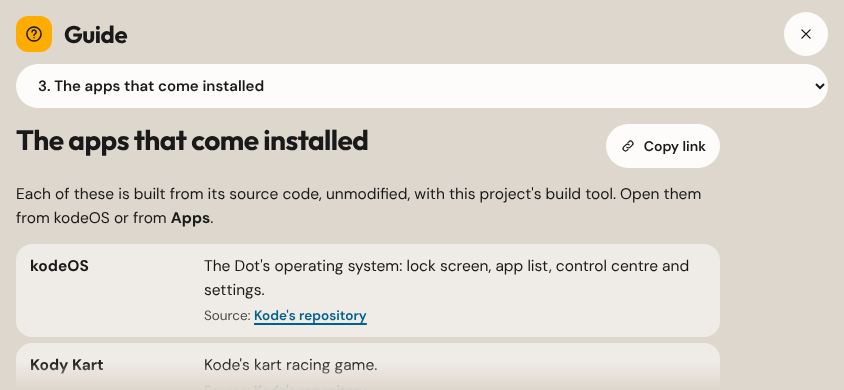 Guide
3. The apps that come installed
The apps that come installed
Copy link
Each of these is built from its source code, unmodified, with this project's build tool. Open them
from kodeOS or from Apps.
kodeOS
The Dot's operating system: lock screen, app list, control centre and
settings.
Source: Kode's repository
Kody Kart
Kode's kart racing game.